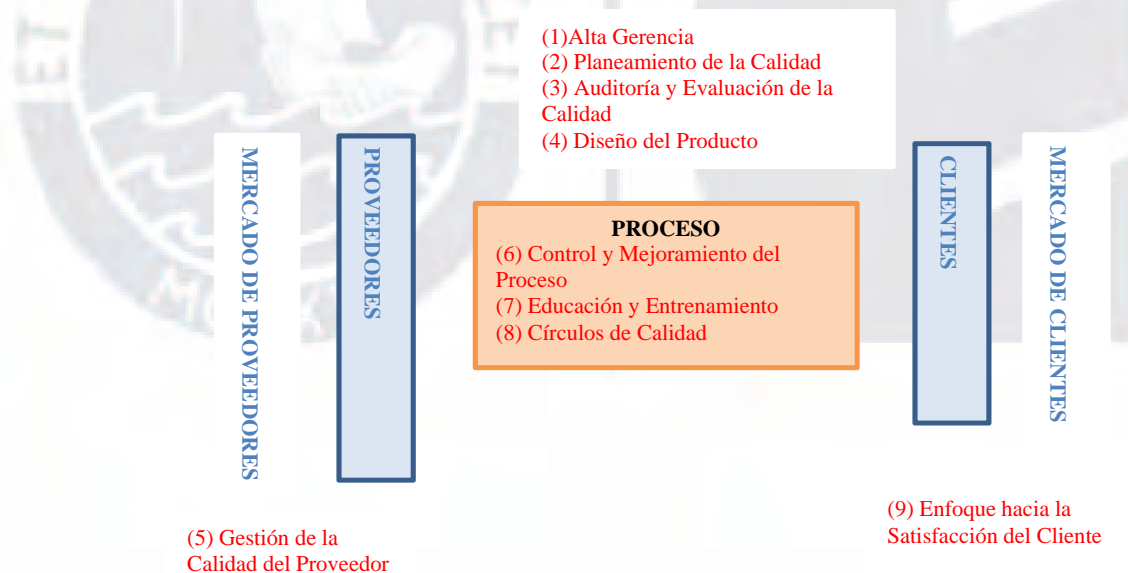 (1)Alta Gerencia
(2) Planeamiento de la Calidad
(3) Auditoría y Evaluación de la
Calidad
(4) Diseño del Producto
MERCADO DE PROVEEDORES
PROVEEDORES
PROCESO
(6) Control y Mejoramiento del
Proceso
(7) Educación y Entrenamiento
(8) Círculos de Calidad
CLIENTES
MERCADO DE CLIENTES
(5) Gestión de la
Calidad del Proveedor
(9) Enfoque hacia la
Satisfacción del Cliente